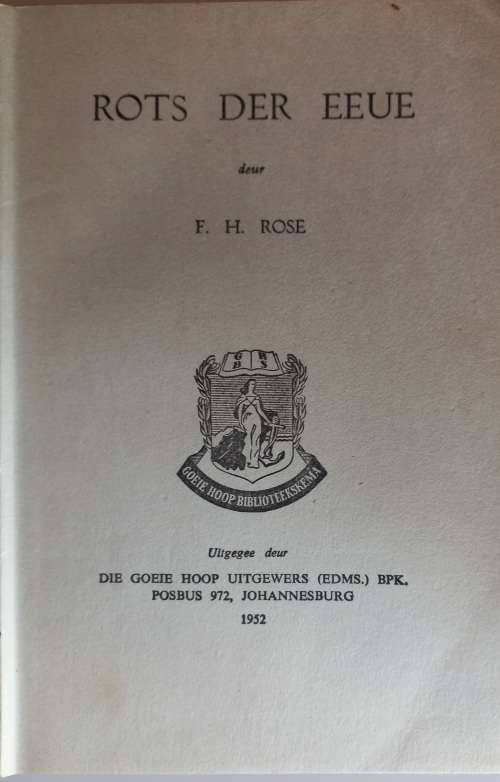 ROTS DER EEUE
deur
F. H. ROSE
G R
B S
GOEIE HOOP BIBLIOTEEKSKEMA
Uitgegee deur
DIE GOEIE HOOP UITGEWERS (EDMS.) BPK.
POSBUS 972, JOHANNESBURG
1952